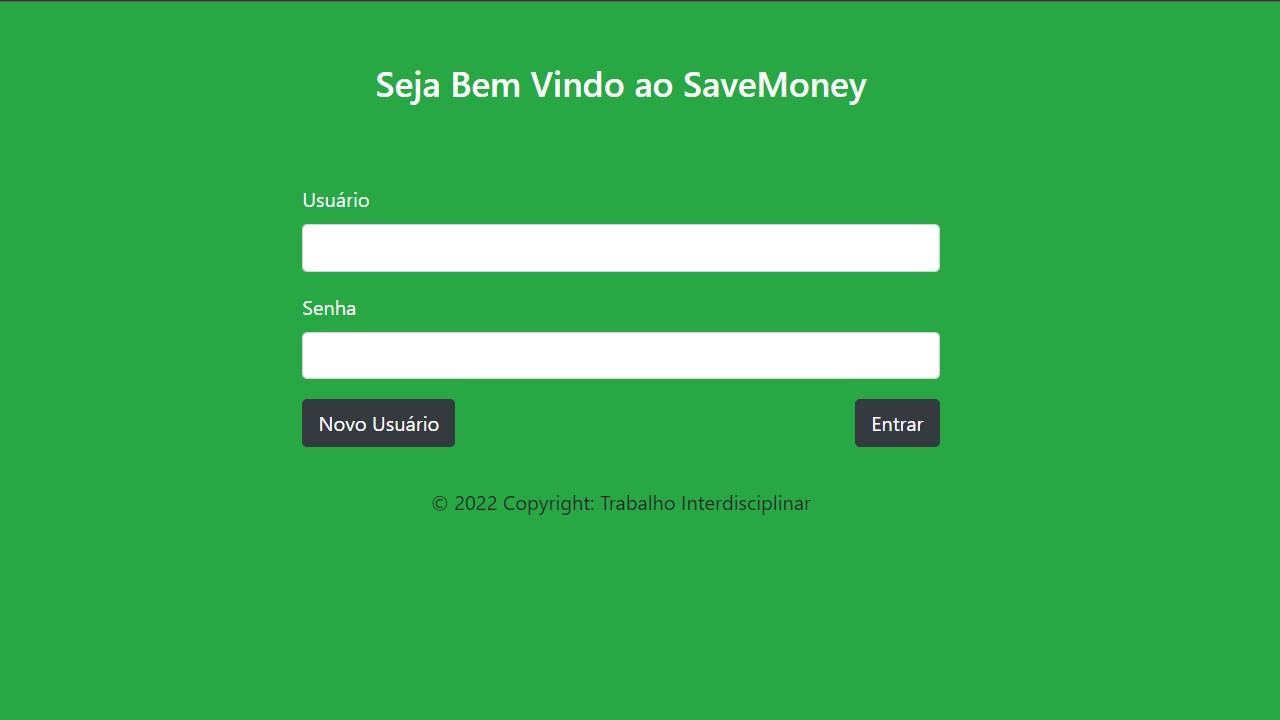 Seja Bem Vindo ao SaveMoney
Usuário
Senha
Novo Usuário
Entrar
© 2022 Copyright: Trabalho Interdisciplinar